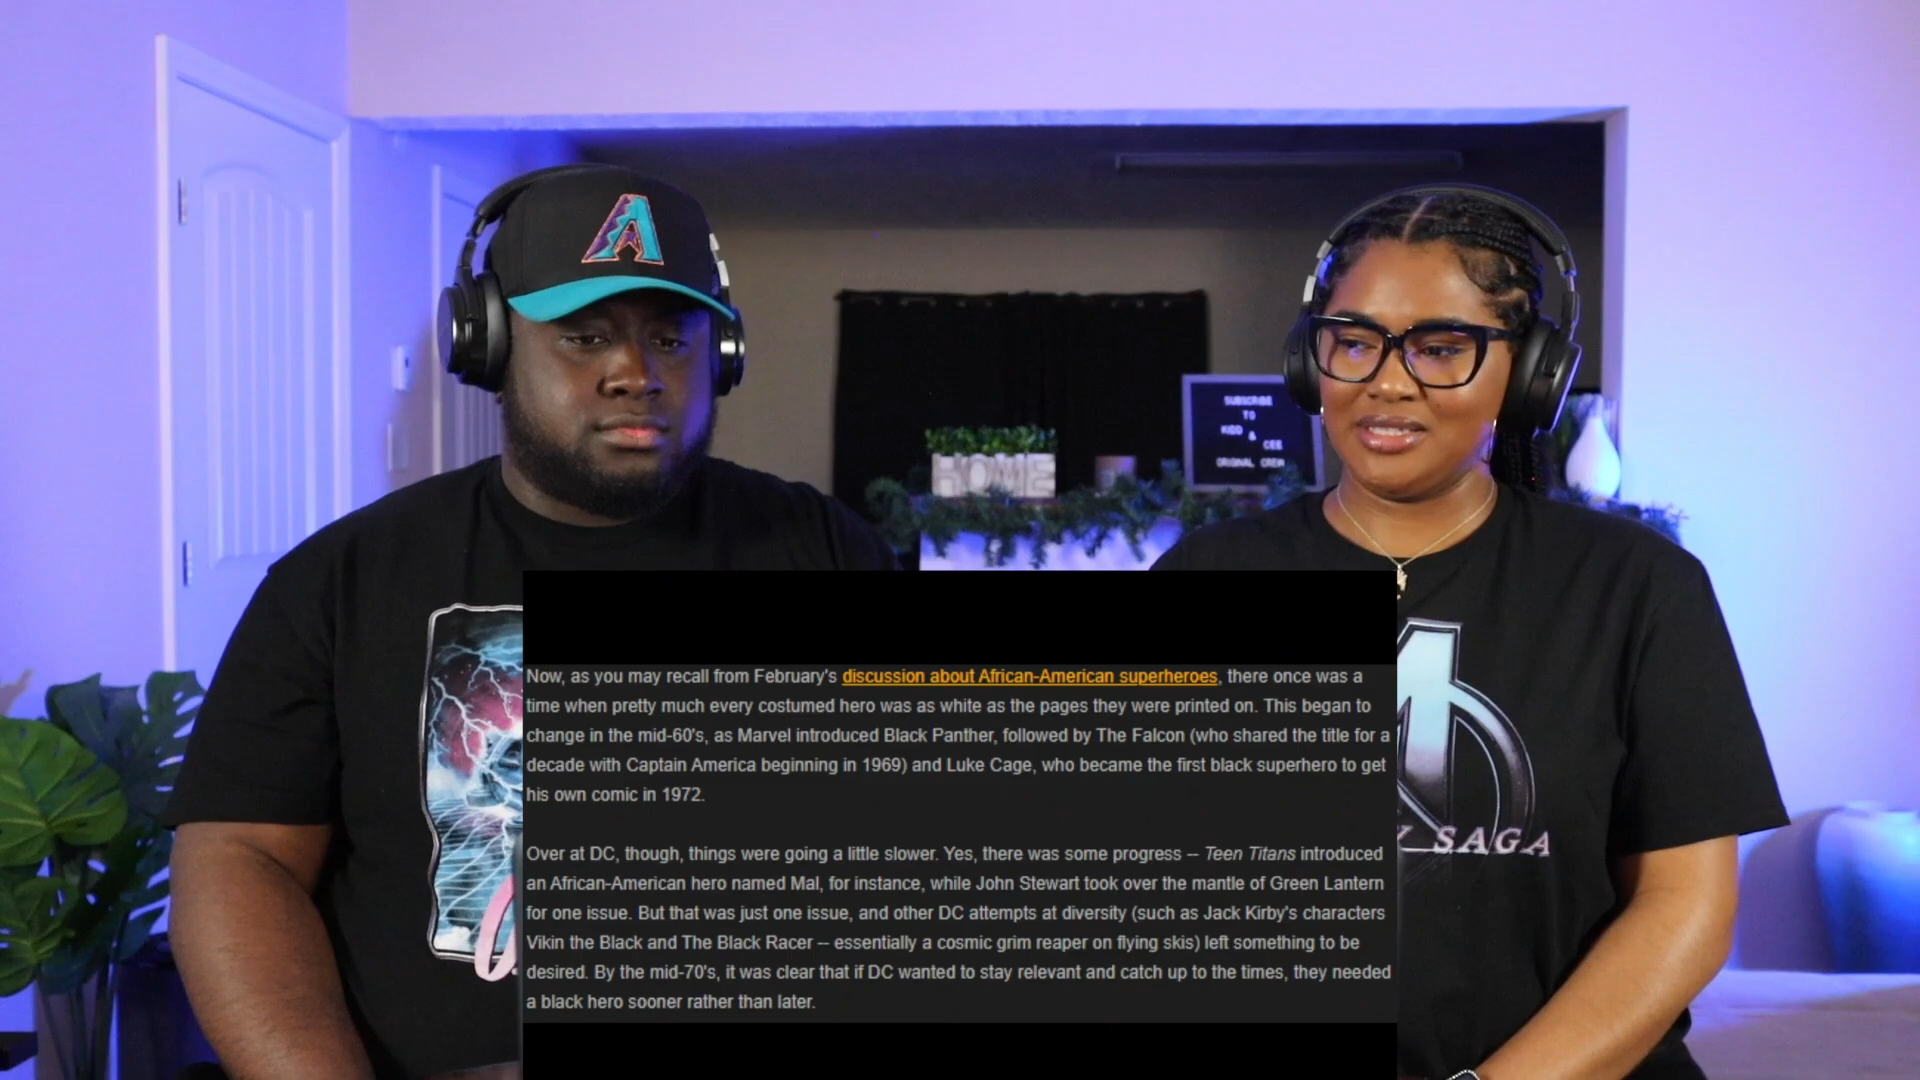 A
SUBSCRIBE
TO
KIDD
&
CEE
ORIGINAL CREW
HOME
Now, as you may recall from February's discussion about African-American superheroes, there once was a
time when pretty much every costumed hero was as white as the pages they were printed on. This began to
change in the mid-60's, as Marvel introduced Black Panther, followed by The Falcon (who shared the title for a
decade with Captain America beginning in 1969) and Luke Cage, who became the first black superhero to get
his own comic in 1972.
Over at DC, though, things were going a little slower. Yes, there was some progress -- Teen Titans introduced
an African-American hero named Mal, for instance, while John Stewart took over the mantle of Green Lantern
for one issue. But that was just one issue, and other DC attempts at diversity (such as Jack Kirby's characters
Vikin the Black and The Black Racer -- essentially a cosmic grim reaper on flying skis) left something to be
desired. By the mid-70's, it was clear that if DC wanted to stay relevant and catch up to the times, they needed
a black hero sooner rather than later.
SAGA